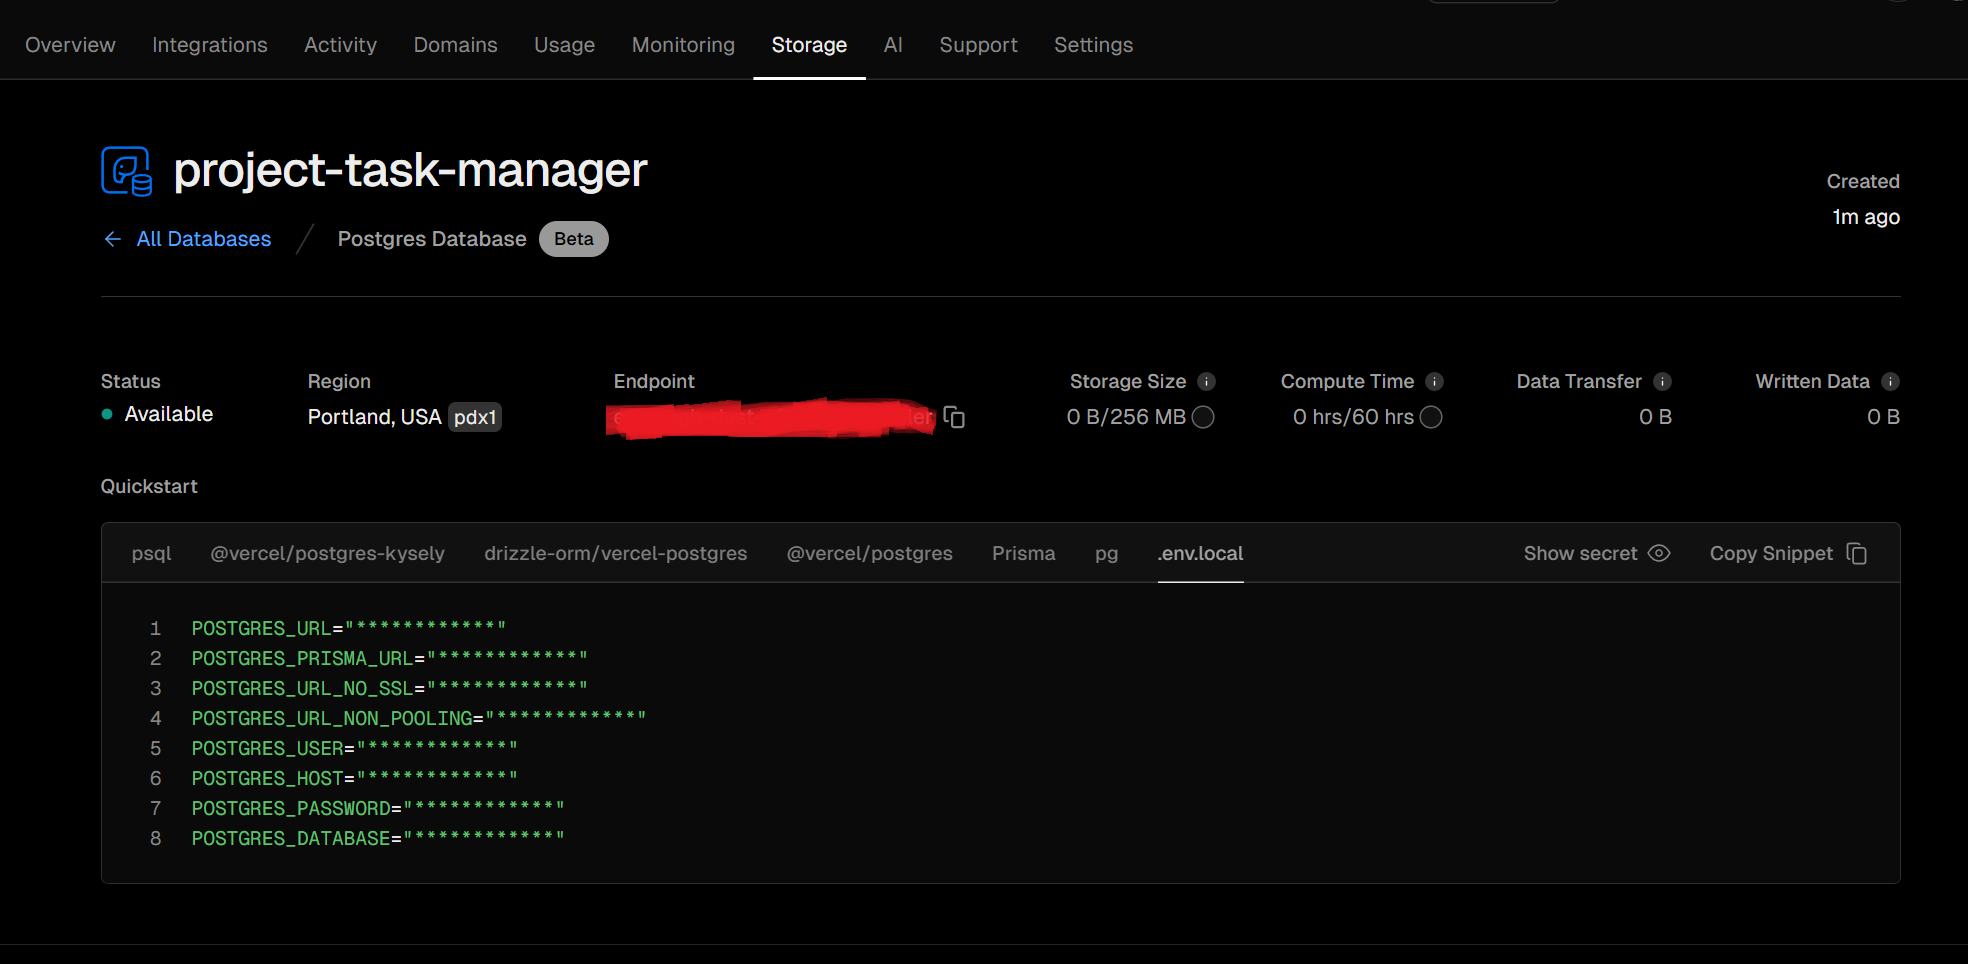 Overview Integrations Activity Domains Usage Monitoring Storage AI Support Settings
project-task-manager
Created
1m ago
← All Databases / Postgres Database Beta
Status Region Endpoint Storage Size Compute Time Data Transfer Written Data
Available Portland, USA pdx1 0 B/256 MB 0 hrs/60 hrs 0 B 0 B
Quickstart
psql @vercel/postgres-kysely drizzle-orm/vercel-postgres @vercel/postgres Prisma pg .env.local Show secret Copy Snippet
1 POSTGRES_URL="************"
2 POSTGRES_PRISMA_URL="************"
3 POSTGRES_URL_NO_SSL="************"
4 POSTGRES_URL_NON_POOLING="************"
5 POSTGRES_USER="************"
6 POSTGRES_HOST="************"
7 POSTGRES_PASSWORD="************"
8 POSTGRES_DATABASE="************"